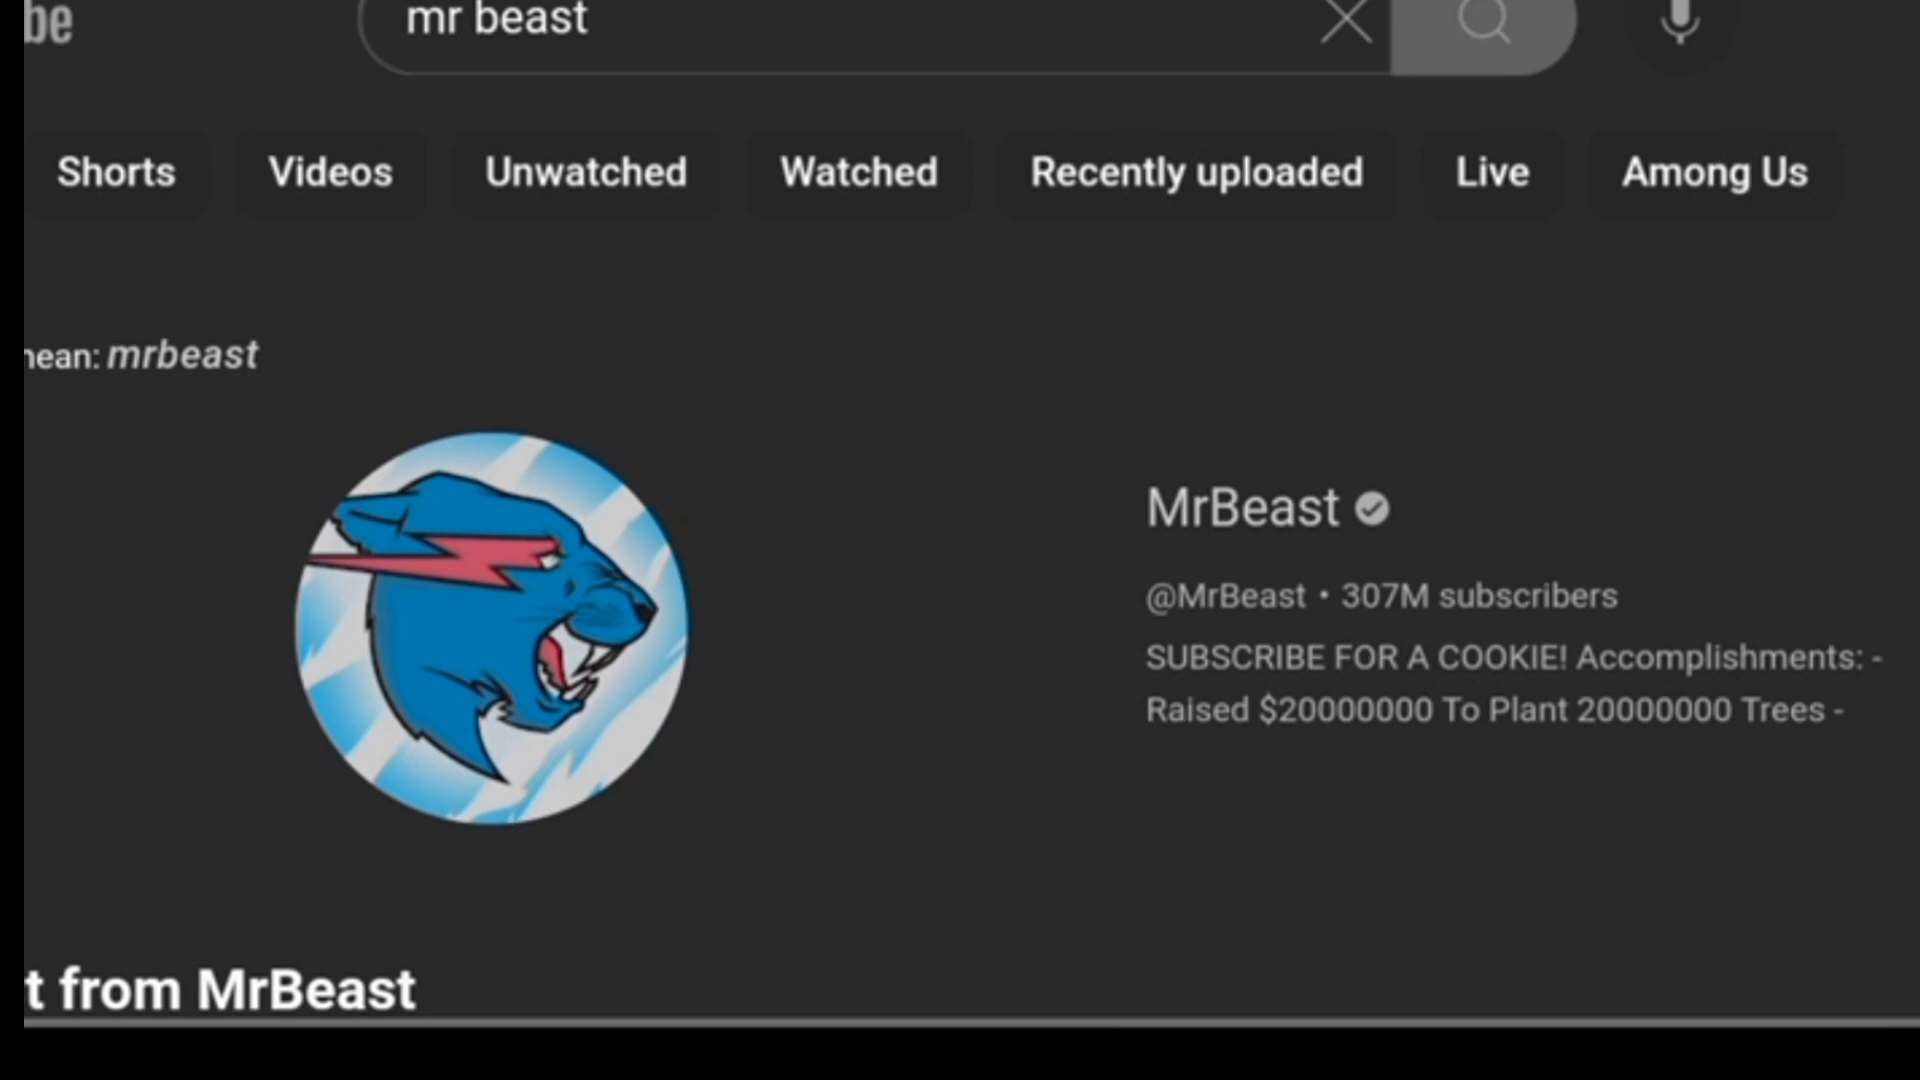 be
mr beast
Shorts Videos Unwatched Watched Recently uploaded Live Among Us
ean: mrbeast
MrBeast
@MrBeast • 307M subscribers
SUBSCRIBE FOR A COOKIE! Accomplishments: -
Raised $20000000 To Plant 20000000 Trees -
t from MrBeast